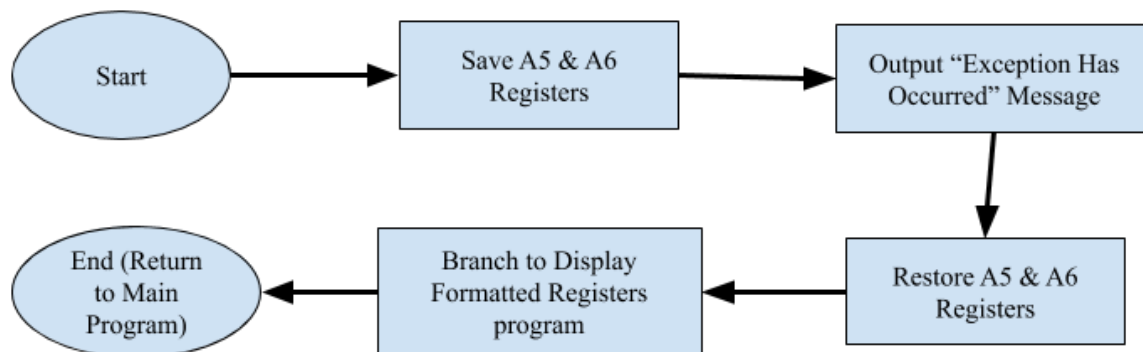 Start
Save A5 & A6
Registers
Output “Exception Has
Occurred” Message
End (Return
to Main
Program)
Branch to Display
Formatted Registers
program
Restore A5 & A6
Registers